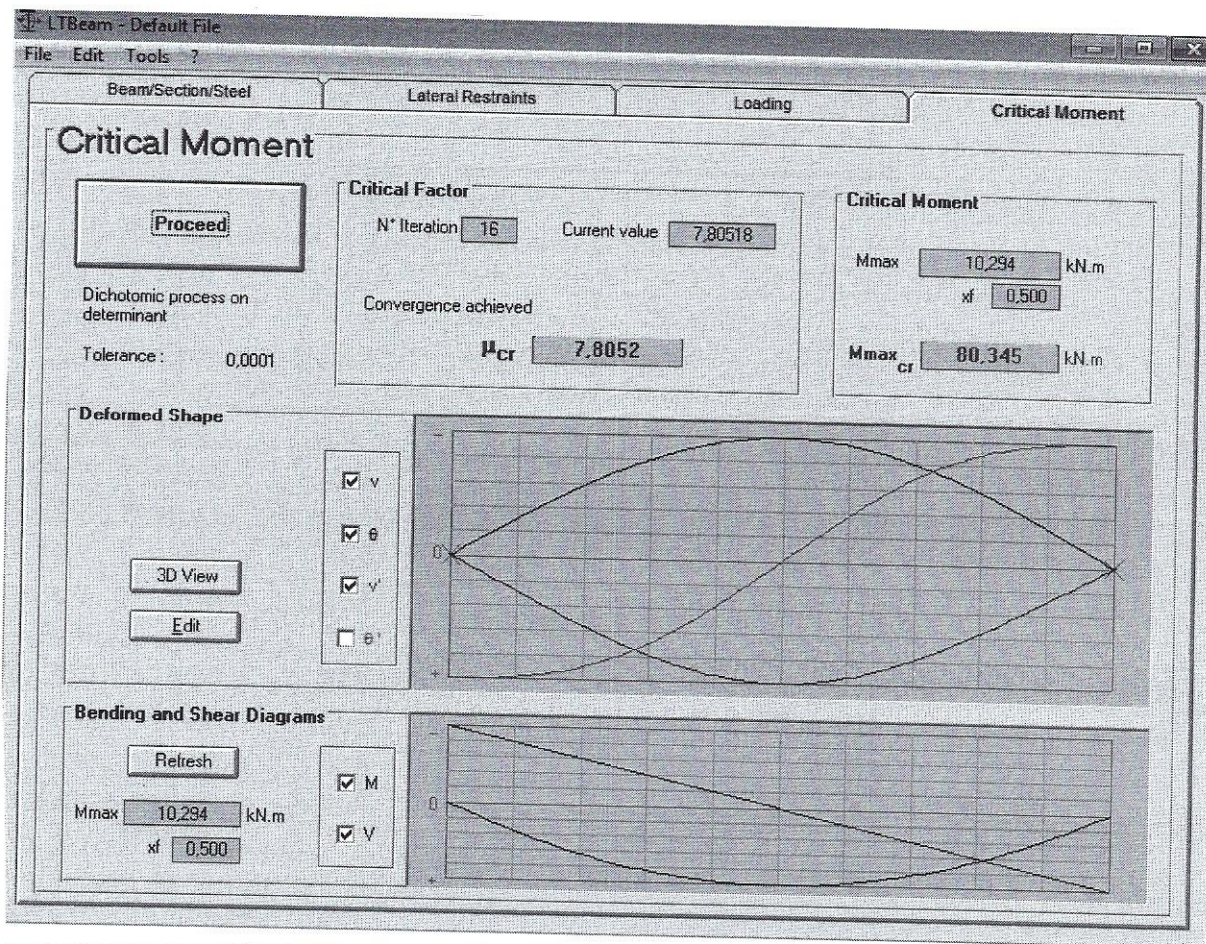 LTBeam - Default File
File Edit Tools ?
Beam/Section/Steel
Lateral Restraints
Loading
Critical Moment
Critical Moment
Proceed
Dichotomic process on
determinant
Tolerance : 0,0001
Critical Factor
N° Iteration 16 Current value 7,80518
Convergence achieved
μcr 7,8052
Critical Moment
Mmax 10,294 kN.m
xf 0,500
Mmax cr 80,345 kN.m
Deformed Shape
v
θ
v'
θ'
3D View
Edit
-
0
+
Bending and Shear Diagrams
Refresh
Mmax 10,294 kN.m
xf 0,500
M
V
-
0
+